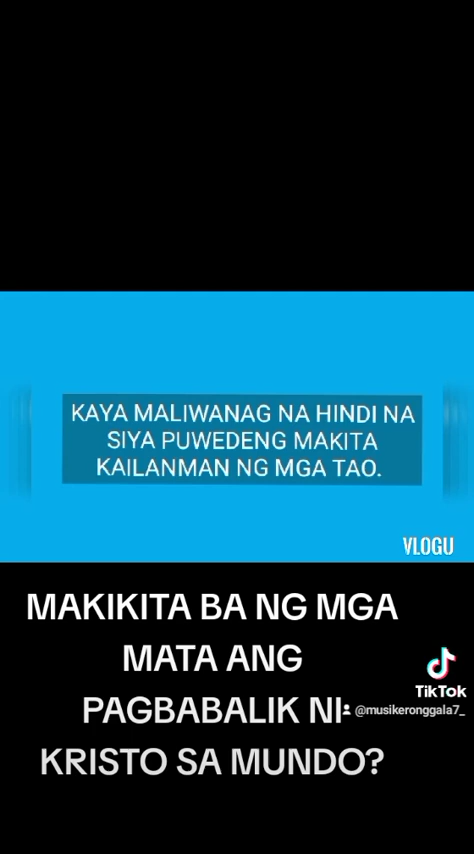 KAYA MALIWANAG NA HINDI NA
SIYA PUWEDENG MAKITA
KAILANMAN NG MGA TAO.
VLOGU
MAKIKITA BA NG MGA
MATA ANG
PAGBABALIK NI
KRISTO SA MUNDO?
TikTok
@musikeronggala7_